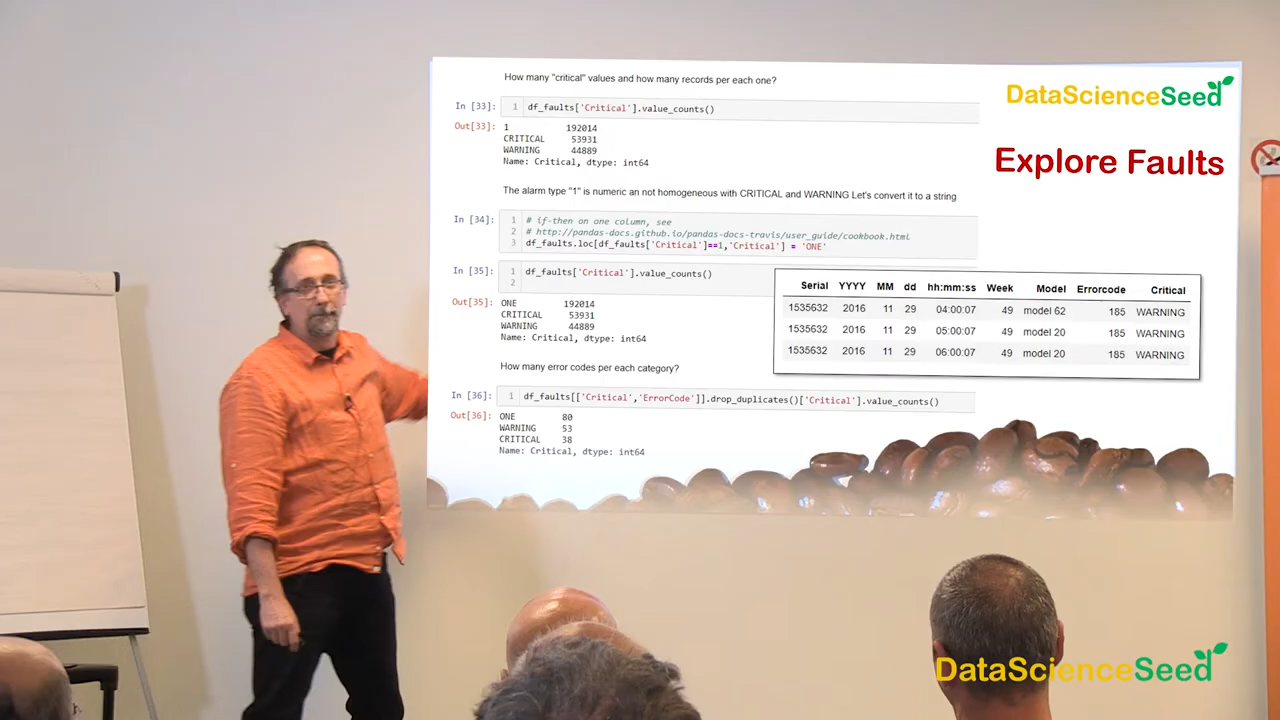 How many "critical" values and how many records per each one?
In [33]: 1 df_faults['Critical'].value_counts()
Out[33]: 1 192014
CRITICAL 53931
WARNING 44889
Name: Critical, dtype: int64
The alarm type "1" is numeric an not homogeneous with CRITICAL and WARNING Let's convert it to a string
In [34]: 1 # if-then on one column, see
2 # http://pandas-docs.github.io/pandas-docs-travis/user_guide/cookbook.html
3 df_faults.loc[df_faults['Critical']==1,'Critical'] = 'ONE'
In [35]: 1 df_faults['Critical'].value_counts()
2
Out[35]: ONE 192014
CRITICAL 53931
WARNING 44889
Name: Critical, dtype: int64
How many error codes per each category?
In [36]: 1 df_faults[['Critical','ErrorCode']].drop_duplicates()['Critical'].value_counts()
Out[36]: ONE 80
WARNING 53
CRITICAL 38
Name: Critical, dtype: int64
DataScienceSeed
Explore Faults
Serial YYYY MM dd hh:mm:ss Week Model Errorcode Critical
1535632 2016 11 29 04:00:07 49 model 62 185 WARNING
1535632 2016 11 29 05:00:07 49 model 20 185 WARNING
1535632 2016 11 29 06:00:07 49 model 20 185 WARNING
DataScienceSeed